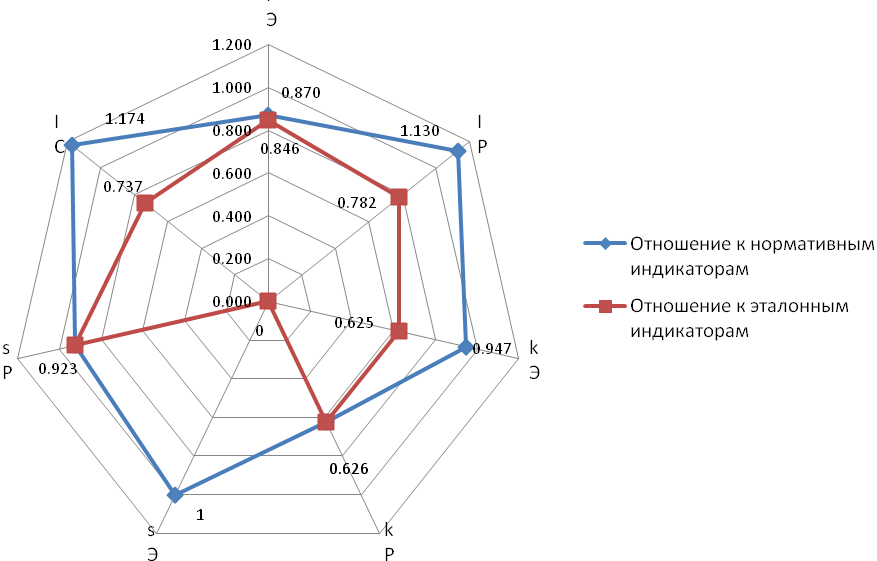 Э
1.200
1.000
0.870
l
1.174
l
1.130
С
0.800
Р
0.846
0.737
0.600
0.782
0.400
0.200
0.000
0
0.625
s
0.947
k
Р
0.923
Э
0.626
1
s
k
Э
Р
Отношение к нормативным
индикаторам
Отношение к эталонным
индикаторам